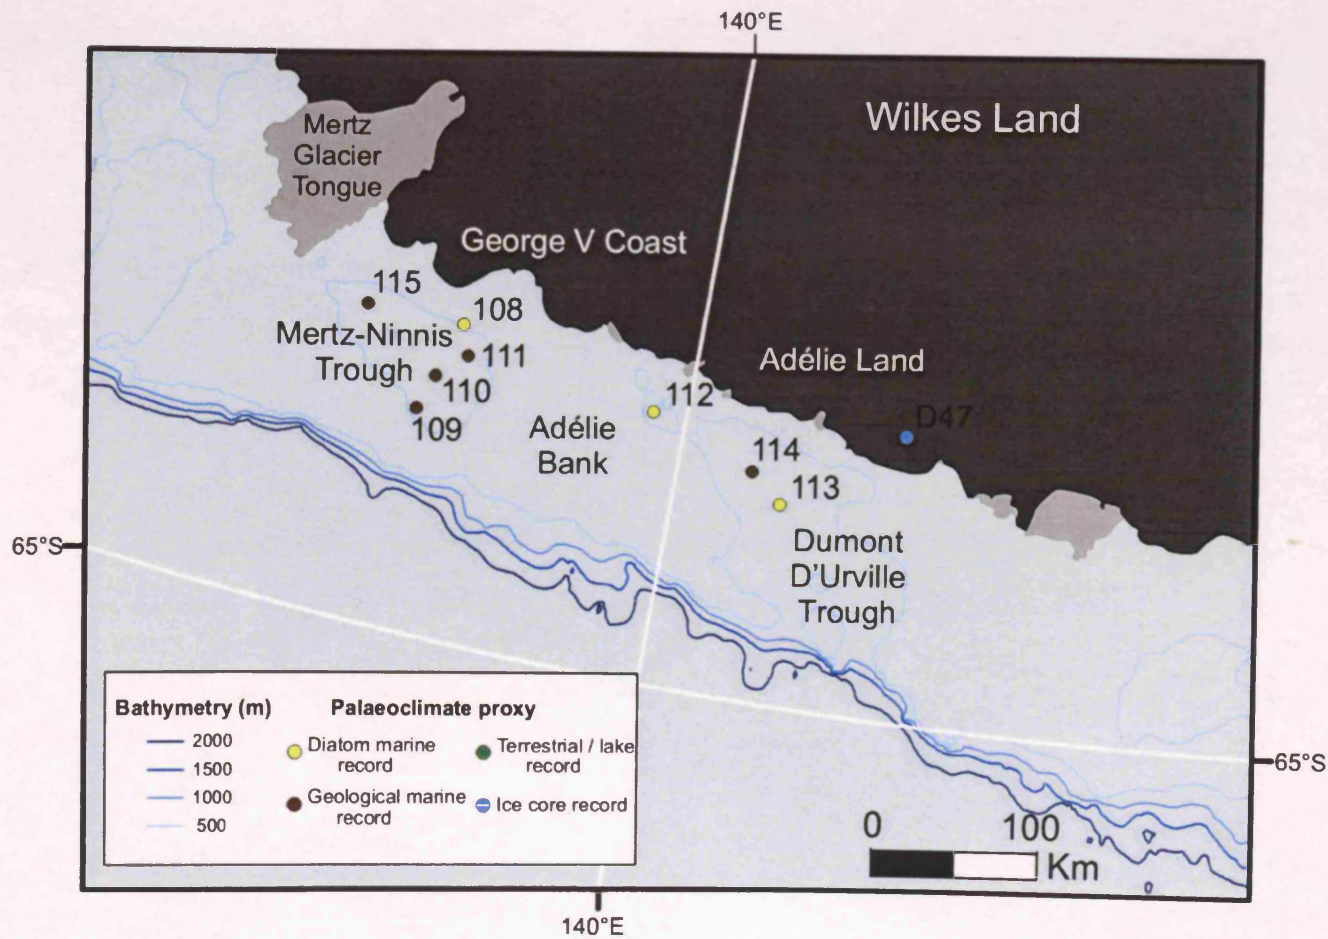 140°E
Wilkes Land
Mertz
Glacier
Tongue
George V Coast
115
108
Mertz-Ninnis
Trough
111
110
109
Adélie Land
112
D47
Adélie
Bank
114
113
65°S
Dumont
D'Urville
Trough
Bathymetry (m)
2000
1500
1000
500
Palaeoclimate proxy
Diatom marine
record
Terrestrial / lake
record
Geological marine
record
Ice core record
65°S
0 100
Km
140°E